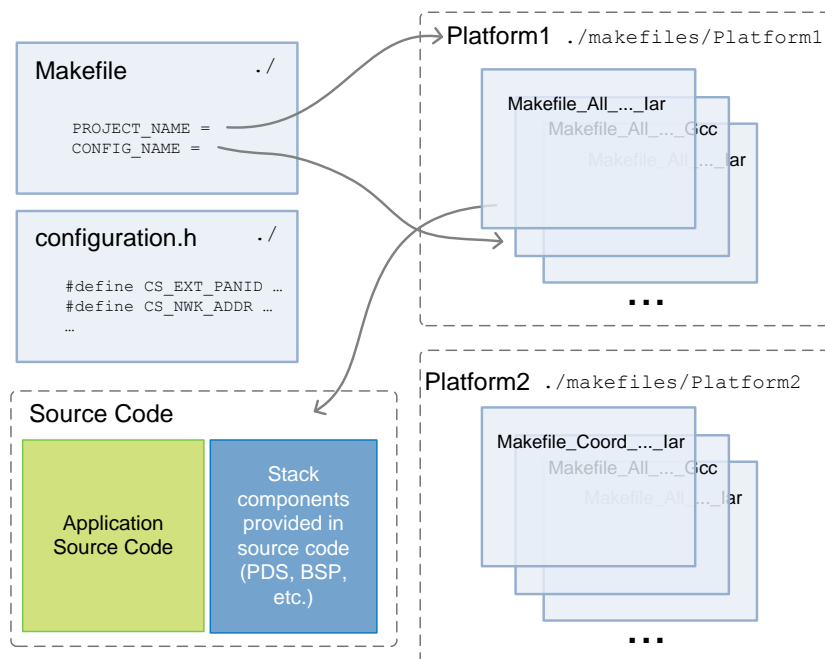 Makefile ./
PROJECT_NAME =
CONFIG_NAME =
configuration.h ./
#define CS_EXT_PANID …
#define CS_NWK_ADDR …
…
Source Code
Application
Source Code
Stack
components
provided in
source code
(PDS, BSP,
etc.)
Platform1 ./makefiles/Platform1
Makefile_All_..._Iar
Makefile_All_..._Gcc
Makefile_All_..._Iar
...
Platform2 ./makefiles/Platform2
Makefile_Coord_..._Iar
Makefile_All_..._Gcc
Makefile_All_..._Iar
...